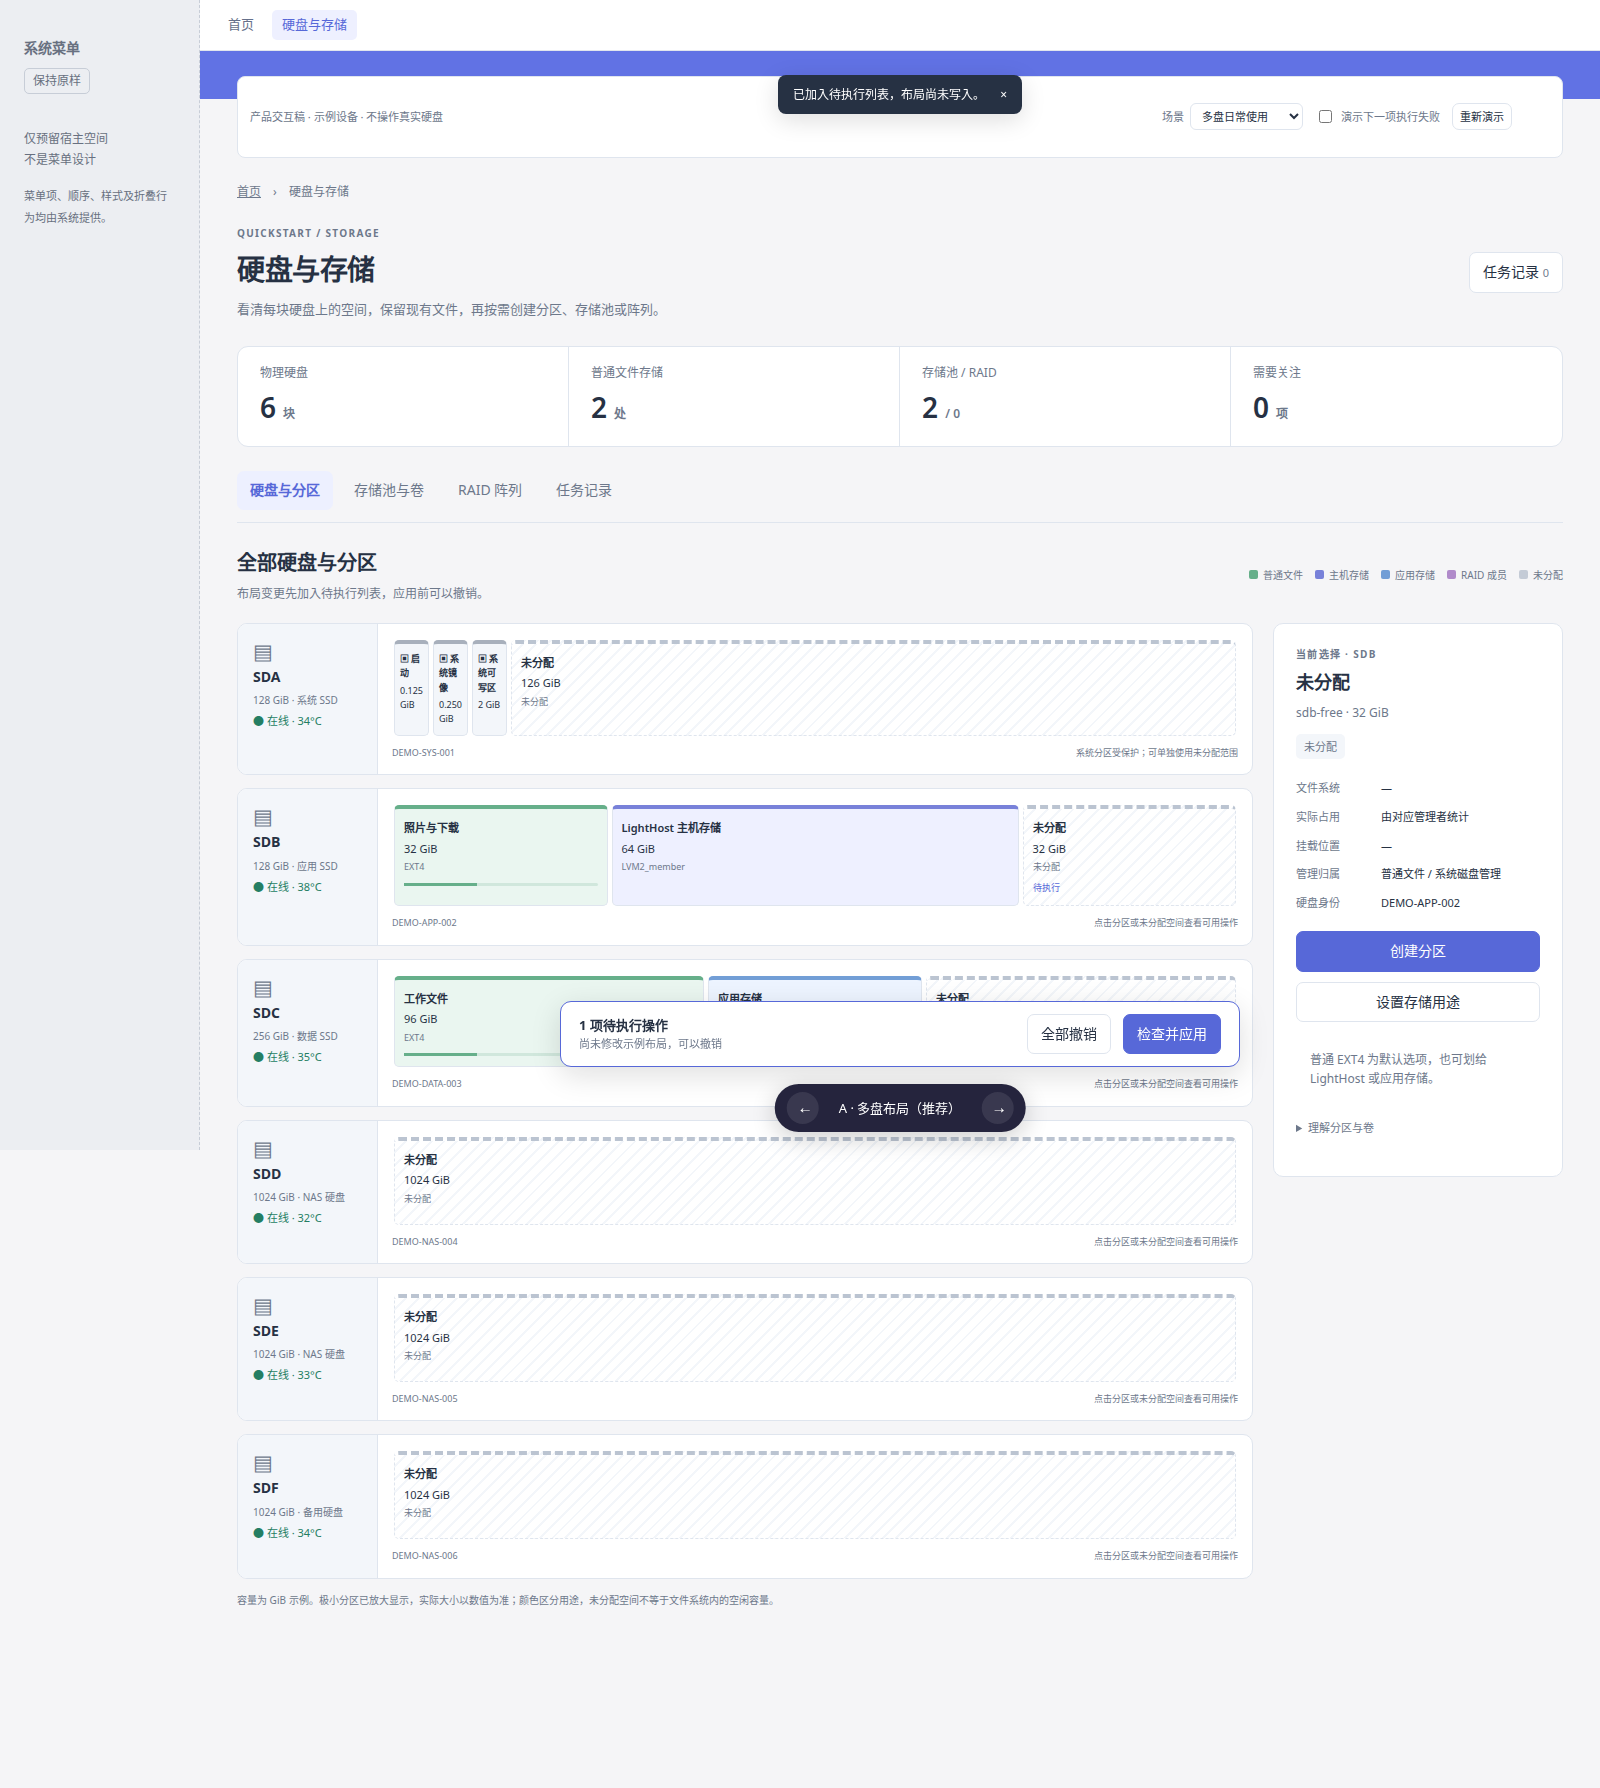 系统菜单
保持原样
仅预留宿主空间
不是菜单设计
菜单项、顺序、样式及折叠行
为均由系统提供。
首页
硬盘与存储
已加入待执行列表，布局尚未写入。 ×
产品交互稿 · 示例设备 · 不操作真实硬盘
场景
多盘日常使用
演示下一项执行失败
重新演示
首页 › 硬盘与存储
QUICKSTART / STORAGE
硬盘与存储
看清每块硬盘上的空间，保留现有文件，再按需创建分区、存储池或阵列。
任务记录 0
物理硬盘
6 块
普通文件存储
2 处
存储池 / RAID
2 / 0
需要关注
0 项
硬盘与分区
存储池与卷
RAID 阵列
任务记录
全部硬盘与分区
布局变更先加入待执行列表，应用前可以撤销。
普通文件
主机存储
应用存储
RAID 成员
未分配
SDA
128 GiB · 系统 SSD
在线 · 34°C
▣ 启
动
0.125
GiB
▣ 系
统镜
像
0.250
GiB
▣ 系
统可
写区
2 GiB
未分配
126 GiB
未分配
DEMO-SYS-001
系统分区受保护；可单独使用未分配范围
SDB
128 GiB · 应用 SSD
在线 · 38°C
照片与下载
32 GiB
EXT4
LightHost 主机存储
64 GiB
LVM2_member
未分配
32 GiB
未分配
待执行
DEMO-APP-002
点击分区或未分配空间查看可用操作
SDC
256 GiB · 数据 SSD
在线 · 35°C
工作文件
96 GiB
EXT4
应用存储
未分配
1 项待执行操作
尚未修改示例布局，可以撤销
全部撤销
检查并应用
DEMO-DATA-003
点击分区或未分配空间查看可用操作
← A · 多盘布局（推荐） →
SDD
1024 GiB · NAS 硬盘
在线 · 32°C
未分配
1024 GiB
未分配
DEMO-NAS-004
点击分区或未分配空间查看可用操作
SDE
1024 GiB · NAS 硬盘
在线 · 33°C
未分配
1024 GiB
未分配
DEMO-NAS-005
点击分区或未分配空间查看可用操作
SDF
1024 GiB · 备用硬盘
在线 · 34°C
未分配
1024 GiB
未分配
DEMO-NAS-006
点击分区或未分配空间查看可用操作
容量为 GiB 示例。极小分区已放大显示，实际大小以数值为准；颜色区分用途，未分配空间不等于文件系统内的空闲容量。
当前选择 · SDB
未分配
sdb-free · 32 GiB
未分配
文件系统 —
实际占用 由对应管理者统计
挂载位置 —
管理归属 普通文件 / 系统磁盘管理
硬盘身份 DEMO-APP-002
创建分区
设置存储用途
普通 EXT4 为默认选项，也可划给
LightHost 或应用存储。
▶ 理解分区与卷